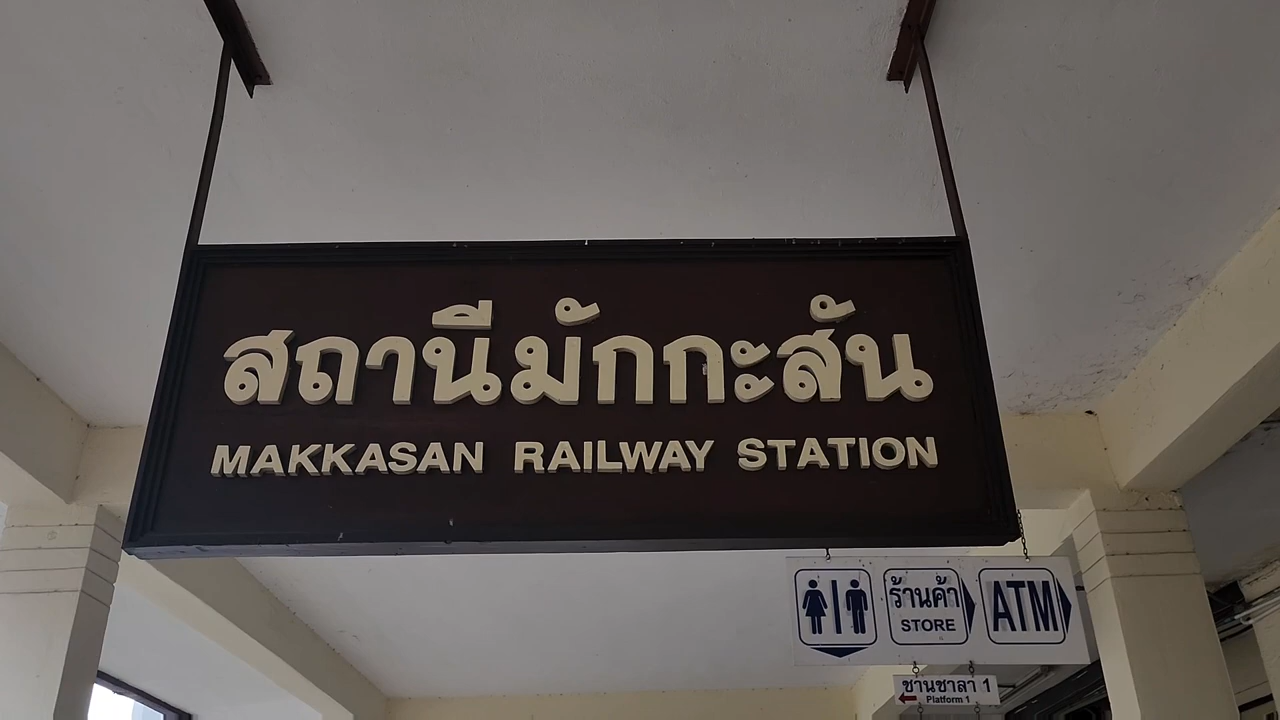 สถานีมักกะสัน
MAKKASAN RAILWAY STATION
ร้านค้า
STORE
ATM
ชานชาลา 1
Platform 1